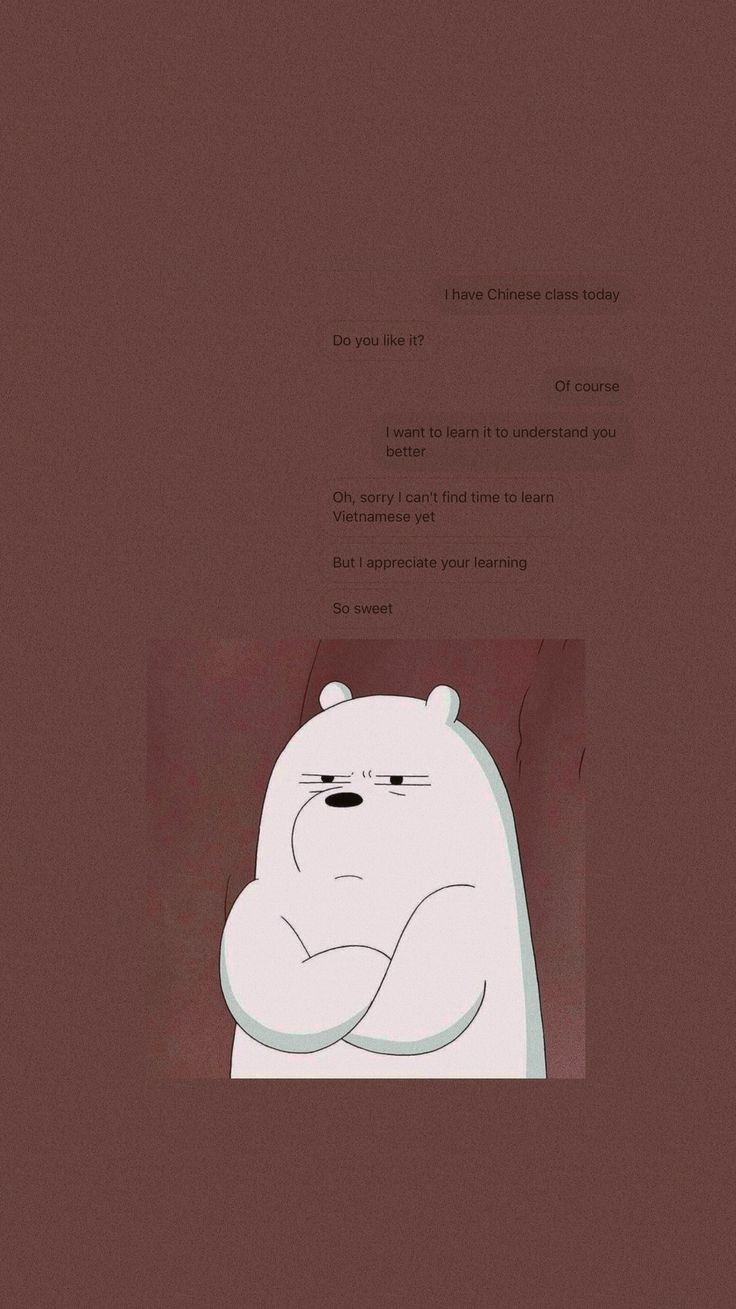 I have Chinese class today
Do you like it?
Of course
I want to learn it to understand you
better
Oh, sorry I can't find time to learn
Vietnamese yet
But I appreciate your learning
So sweet